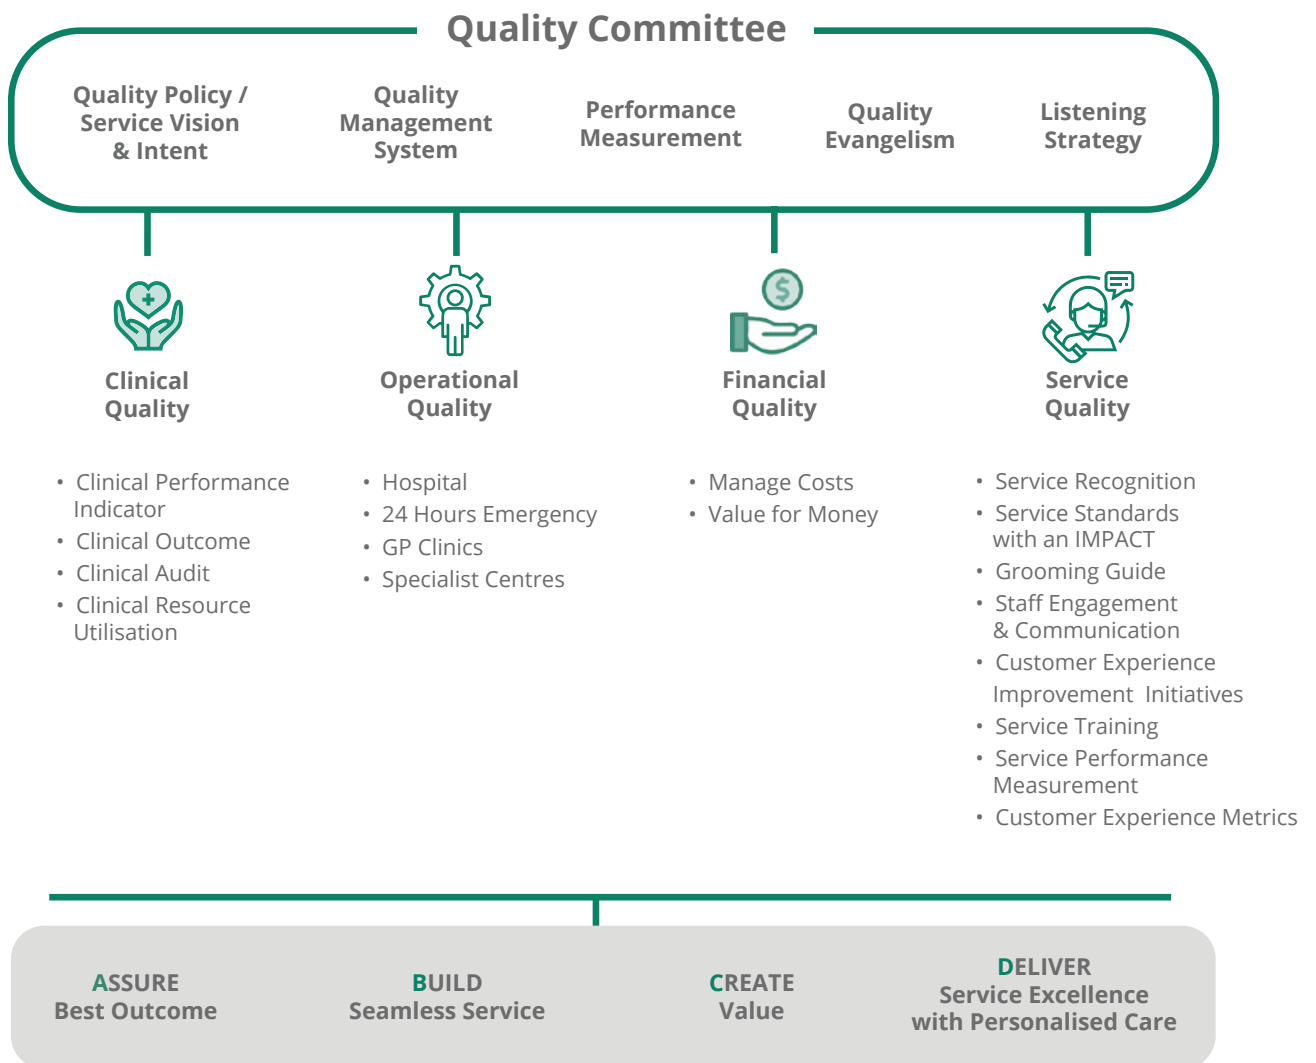 Quality Committee
Quality Policy /
Service Vision
& Intent
Quality
Management
System
Performance
Measurement
Quality
Evangelism
Listening
Strategy
$
Clinical
Quality
• Clinical Performance
Indicator
• Clinical Outcome
• Clinical Audit
• Clinical Resource
Utilisation
Operational
Quality
• Hospital
• 24 Hours Emergency
• GP Clinics
• Specialist Centres
Financial
Quality
• Manage Costs
• Value for Money
Service
Quality
• Service Recognition
• Service Standards
with an IMPACT
• Grooming Guide
• Staff Engagement
& Communication
• Customer Experience
Improvement Initiatives
• Service Training
• Service Performance
Measurement
• Customer Experience Metrics
ASSURE
Best Outcome
BUILD
Seamless Service
CREATE
Value
DELIVER
Service Excellence
with Personalised Care